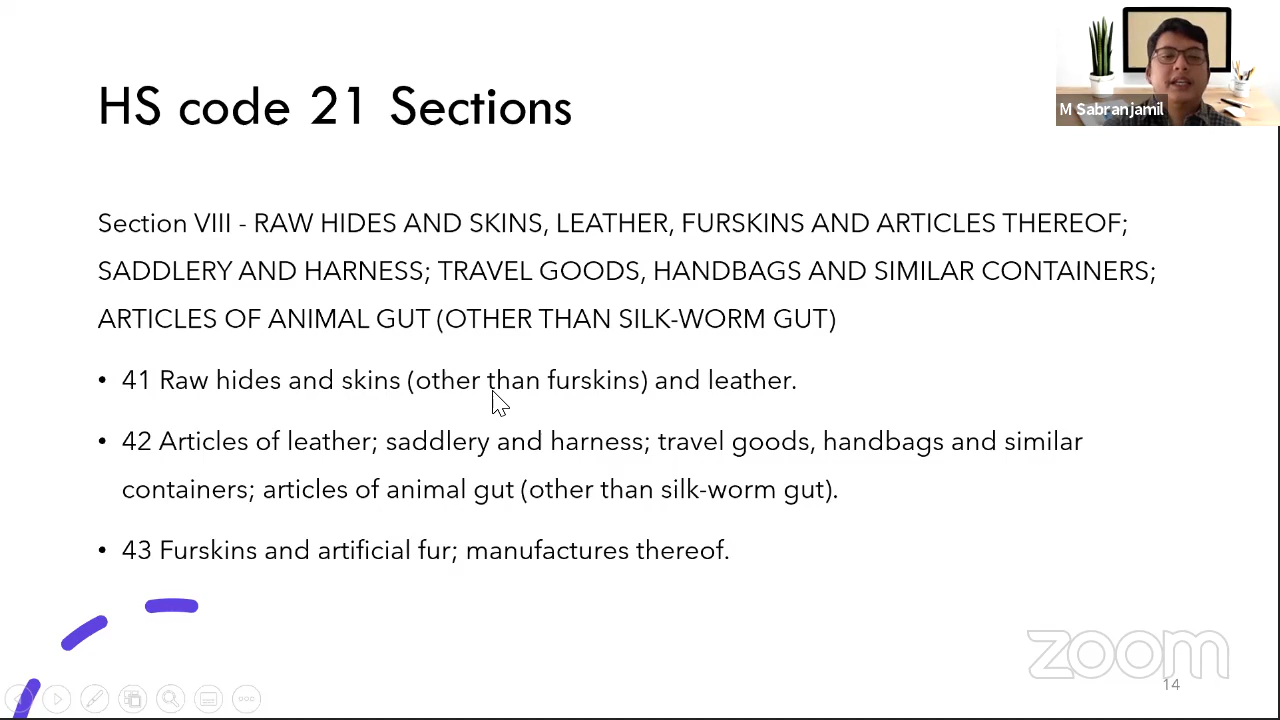 HS code 21 Sections
M Sabranjamil
Section VIII - RAW HIDES AND SKINS, LEATHER, FURSKINS AND ARTICLES THEREOF;
SADDLERY AND HARNESS; TRAVEL GOODS, HANDBAGS AND SIMILAR CONTAINERS;
ARTICLES OF ANIMAL GUT (OTHER THAN SILK-WORM GUT)
• 41 Raw hides and skins (other than furskins) and leather.
• 42 Articles of leather; saddlery and harness; travel goods, handbags and similar
containers; articles of animal gut (other than silk-worm gut).
• 43 Furskins and artificial fur; manufactures thereof.
zoom
14